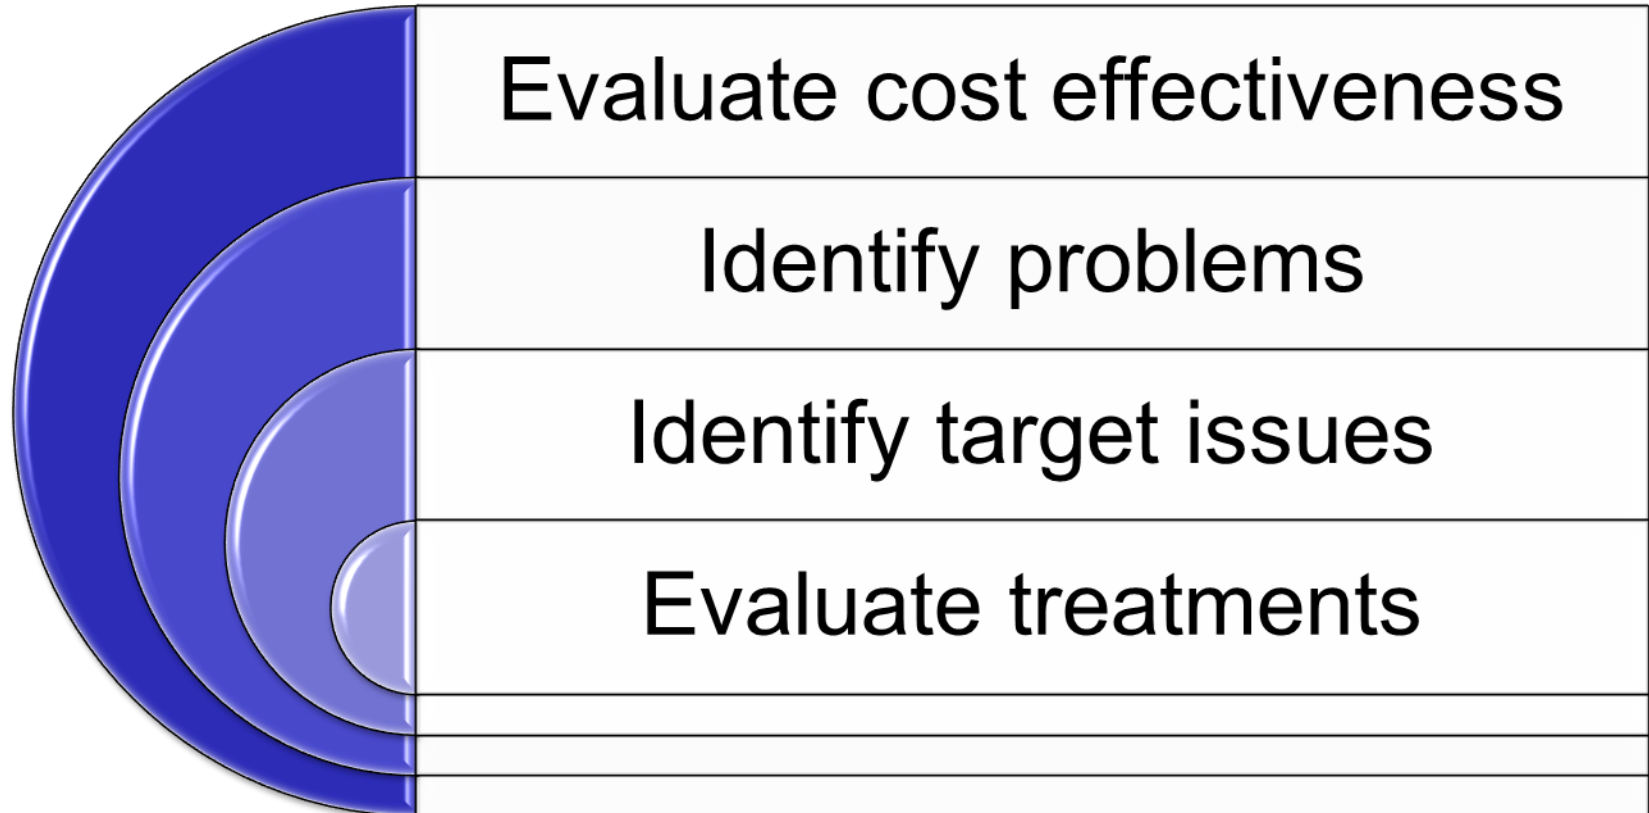 Evaluate cost effectiveness
Identify problems
Identify target issues
Evaluate treatments